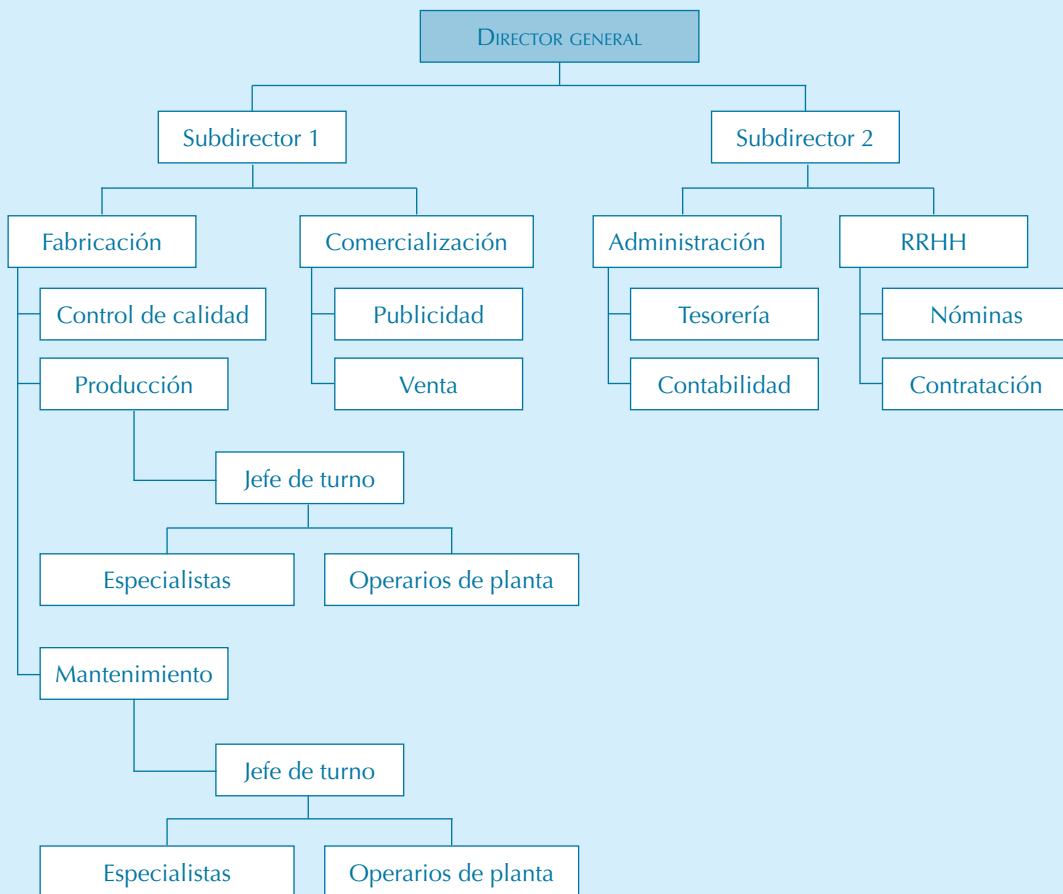 Director general
Subdirector 1
Subdirector 2
Fabricación
Comercialización
Administración
RRHH
Control de calidad
Publicidad
Tesorería
Nóminas
Producción
Venta
Contabilidad
Contratación
Jefe de turno
Especialistas
Operarios de planta
Mantenimiento
Jefe de turno
Especialistas
Operarios de planta